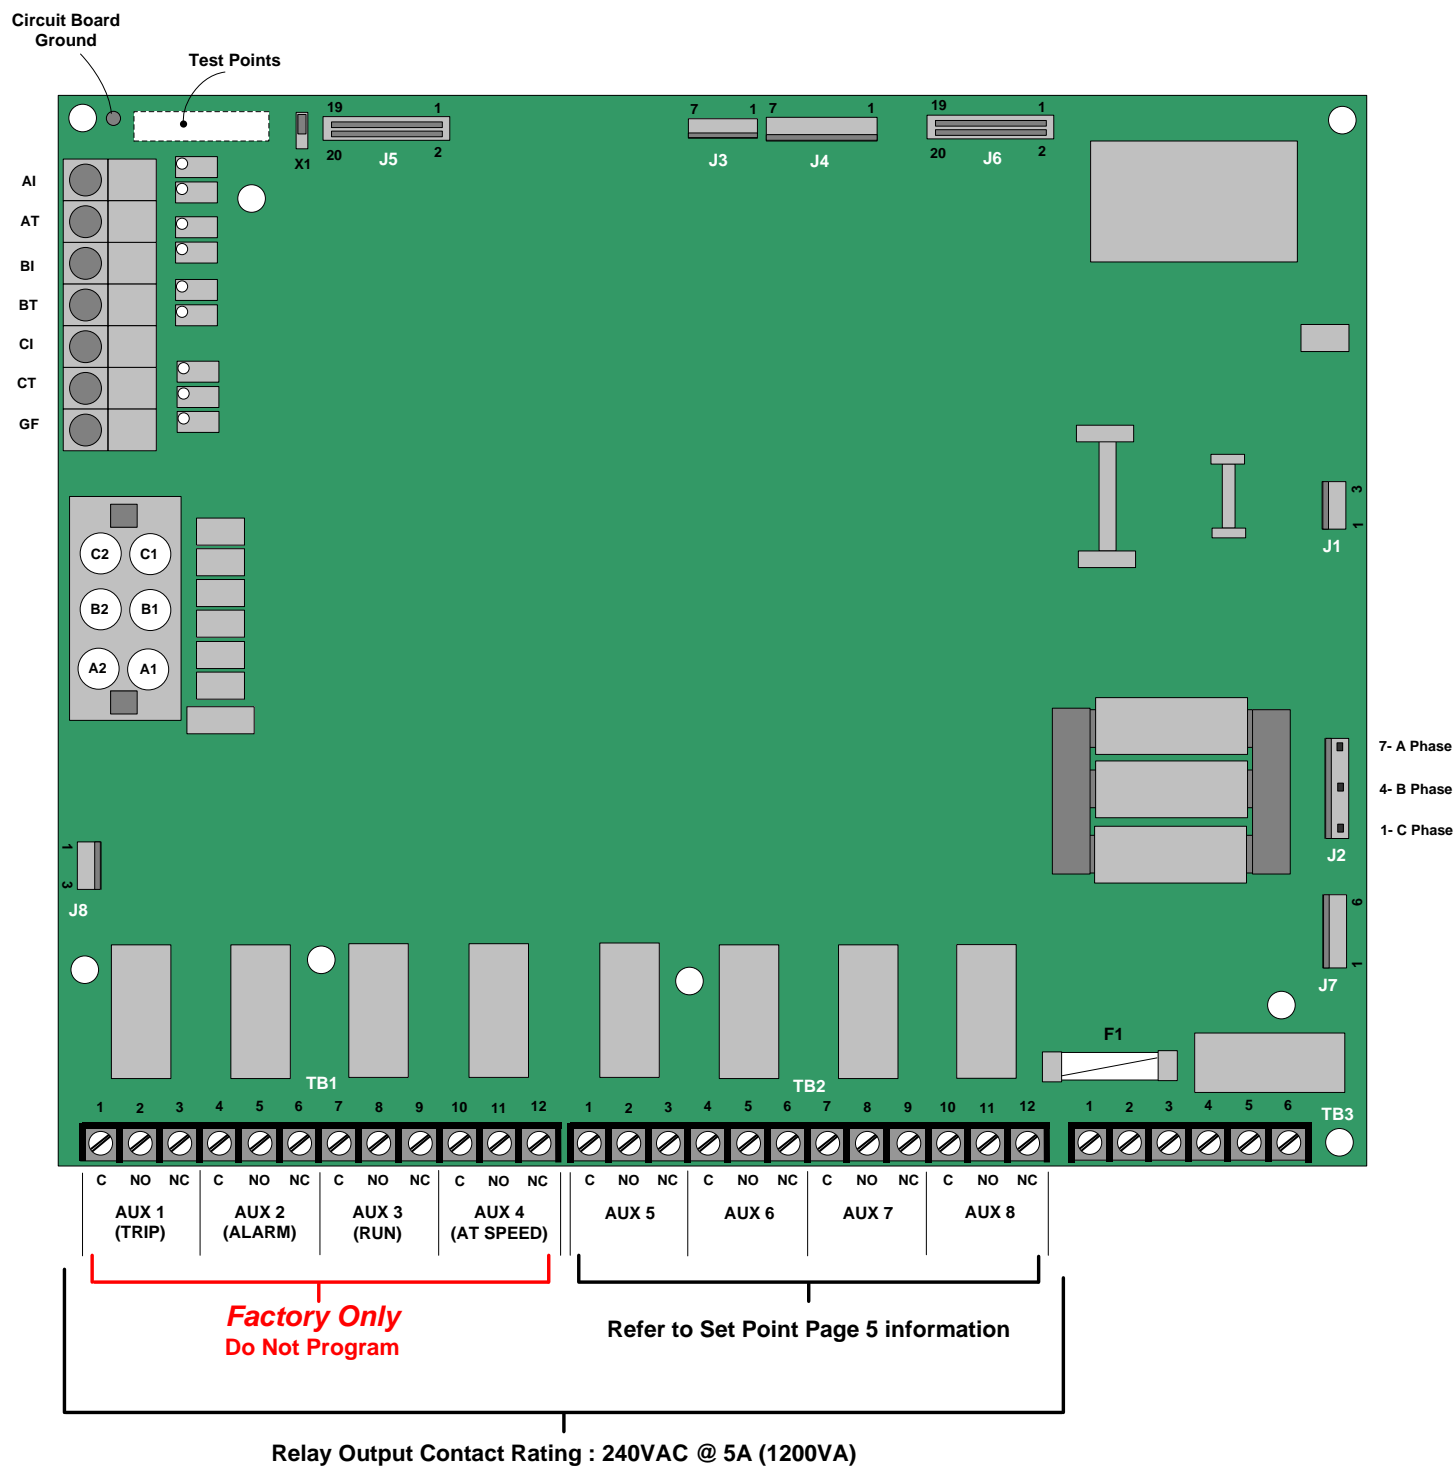 Circuit Board
Ground
Test Points
19 1
20 2
J5
X1
7 1
J3
7 1
J4
19 1
20 2
J6
AI
AT
BI
BT
CI
CT
GF
3
1
J1
C2 C1
B2 B1
A2 A1
7- A Phase
4- B Phase
1- C Phase
J2
1
3
J8
6
1
J7
F1
TB1
TB2
TB3
1 2 3 4 5 6 7 8 9 10 11 12
1 2 3 4 5 6 7 8 9 10 11 12
1 2 3 4 5 6
C NO NC C NO NC C NO NC C NO NC
C NO NC C NO NC C NO NC C NO NC
AUX 1
(TRIP)
AUX 2
(ALARM)
AUX 3
(RUN)
AUX 4
(AT SPEED)
AUX 5
AUX 6
AUX 7
AUX 8
Factory Only
Do Not Program
Refer to Set Point Page 5 information
Relay Output Contact Rating : 240VAC @ 5A (1200VA)